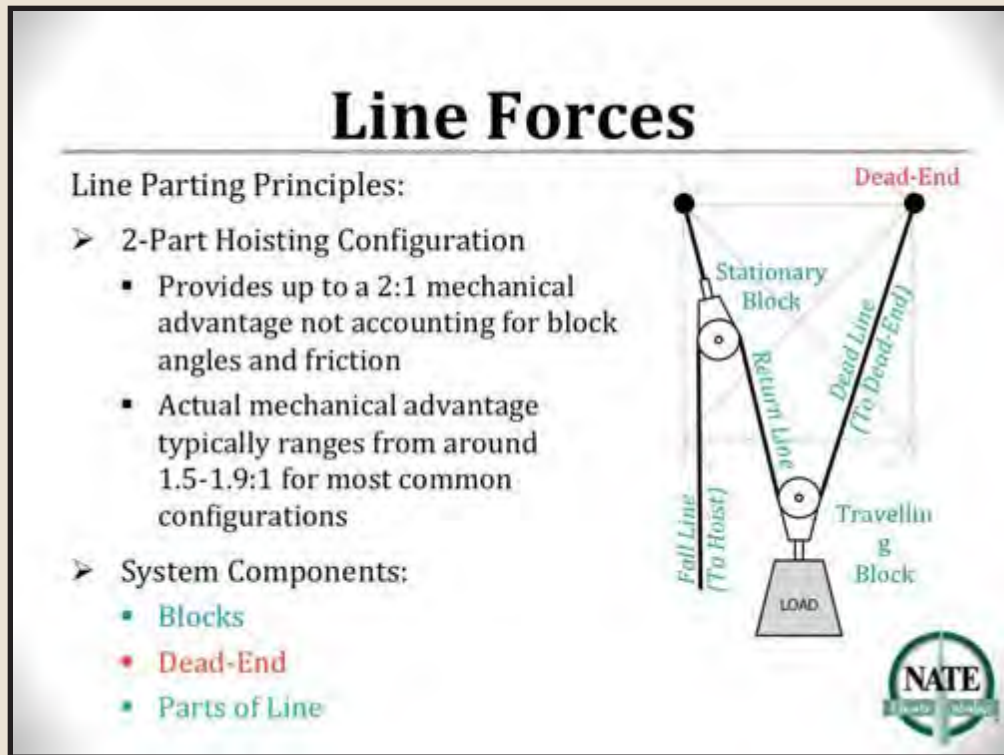 Line Forces
Line Parting Principles:
➤ 2-Part Hoisting Configuration
▪ Provides up to a 2:1 mechanical
advantage not accounting for block
angles and friction
▪ Actual mechanical advantage
typically ranges from around
1.5-1.9:1 for most common
configurations
➤ System Components:
▪ Blocks
▪ Dead-End
▪ Parts of Line
Dead-End
Stationary
Block
Dead Line
(To Dead-End)
Return Line
Fall Line
(To Hoist)
Travellin
g
Block
LOAD
NATE